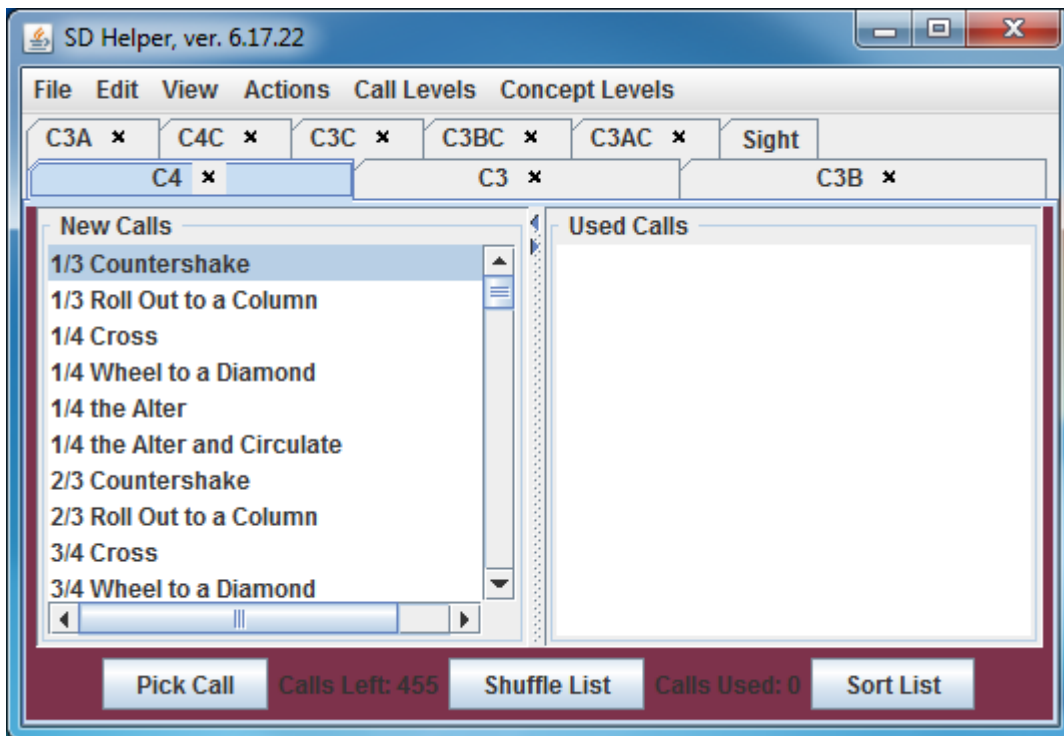 SD Helper, ver. 6.17.22
File Edit View Actions Call Levels Concept Levels
C3A C4C C3C C3BC C3AC Sight
C4 C3 C3B
New Calls
Used Calls
1/3 Countershake
1/3 Roll Out to a Column
1/4 Cross
1/4 Wheel to a Diamond
1/4 the Alter
1/4 the Alter and Circulate
2/3 Countershake
2/3 Roll Out to a Column
3/4 Cross
3/4 Wheel to a Diamond
Pick Call Calls Left: 455 Shuffle List Calls Used: 0 Sort List